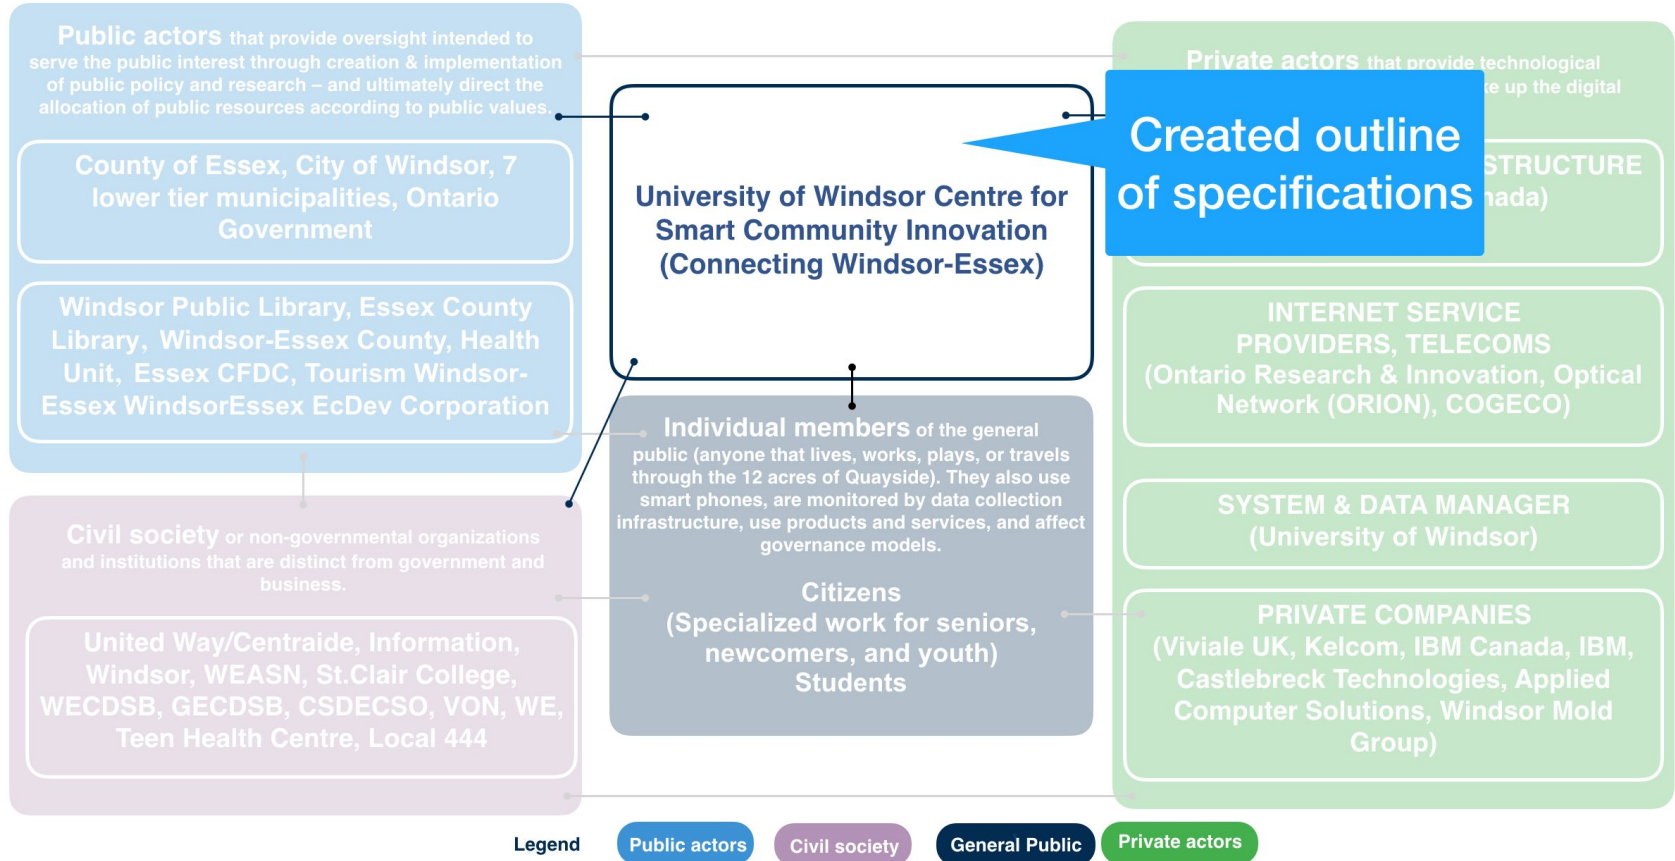 Public actors that provide oversight intended to
serve the public interest through creation & implementation
of public policy and research – and ultimately direct the
allocation of public resources according to public values.
County of Essex, City of Windsor, 7
lower tier municipalities, Ontario
Government
Windsor Public Library, Essex County
Library, Windsor-Essex County, Health
Unit, Essex CFDC, Tourism Windsor-
Essex WindsorEssex EcDev Corporation
Civil society or non-governmental organizations
and institutions that are distinct from government and
business.
United Way/Centraide, Information,
Windsor, WEASN, St.Clair College,
WECDSB, GECDSB, CSDECSO, VON, WE,
Teen Health Centre, Local 444
University of Windsor Centre for
Smart Community Innovation
(Connecting Windsor-Essex)
Individual members of the general
public (anyone that lives, works, plays, or travels
through the 12 acres of Quayside). They also use
smart phones, are monitored by data collection
infrastructure, use products and services, and affect
governance models.
Citizens
(Specialized work for seniors,
newcomers, and youth)
Students
Private actors that provide technological
up the digital
Created outline
of specifications
INTERNET SERVICE
PROVIDERS, TELECOMS
(Ontario Research & Innovation, Optical
Network (ORION), COGECO)
SYSTEM & DATA MANAGER
(University of Windsor)
PRIVATE COMPANIES
(Viviale UK, Kelcom, IBM Canada, IBM,
Castlebreck Technologies, Applied
Computer Solutions, Windsor Mold
Group)
Legend
Public actors
Civil society
General Public
Private actors